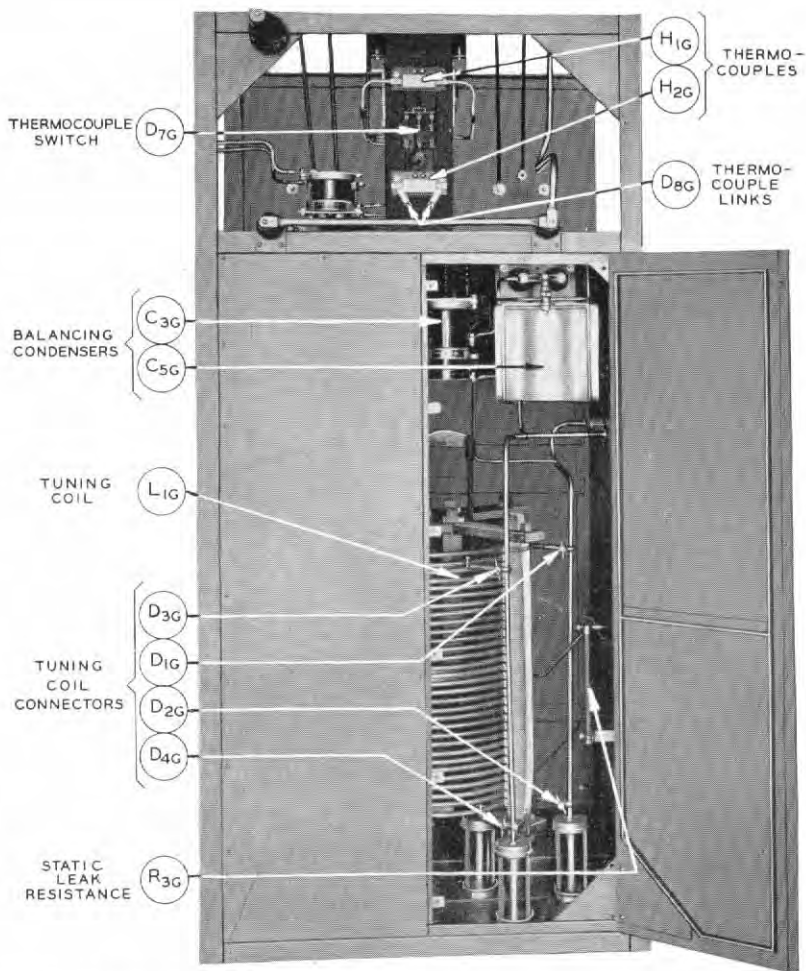 H1G
THERMO-
COUPLES
H2G
THERMOCOUPLE
SWITCH
D7G
D8G
THERMO-
COUPLE
LINKS
BALANCING
CONDENSERS
C3G
C5G
TUNING
COIL
L1G
TUNING
COIL
CONNECTORS
D3G
D1G
D2G
D4G
STATIC
LEAK
RESISTANCE
R3G